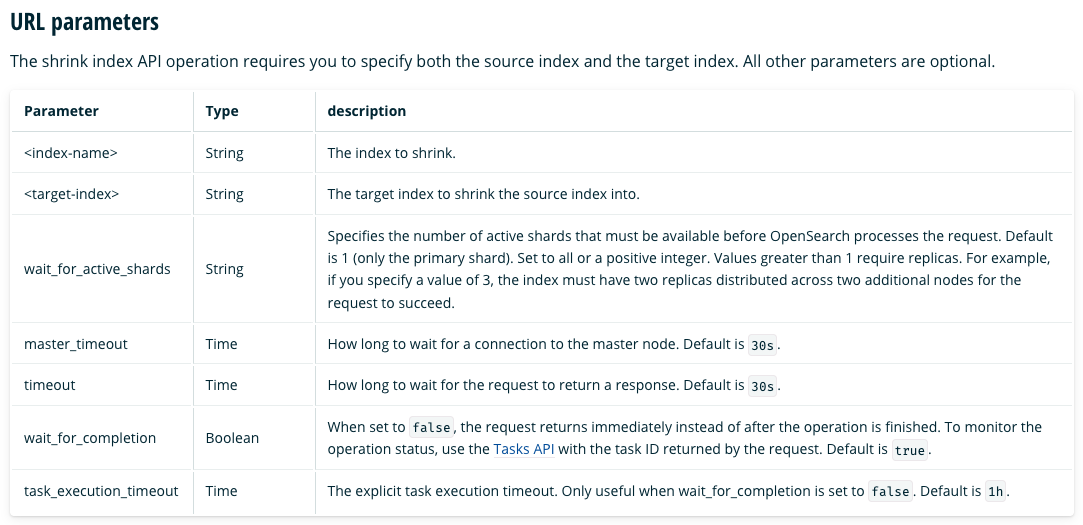 URL parameters
The shrink index API operation requires you to specify both the source index and the target index. All other parameters are optional.
Parameter Type description
<index-name> String The index to shrink.
<target-index> String The target index to shrink the source index into.
wait_for_active_shards String Specifies the number of active shards that must be available before OpenSearch processes the request. Default
is 1 (only the primary shard). Set to all or a positive integer. Values greater than 1 require replicas. For example,
if you specify a value of 3, the index must have two replicas distributed across two additional nodes for the
request to succeed.
master_timeout Time How long to wait for a connection to the master node. Default is 30s.
timeout Time How long to wait for the request to return a response. Default is 30s.
wait_for_completion Boolean When set to false, the request returns immediately instead of after the operation is finished. To monitor the
operation status, use the Tasks API with the task ID returned by the request. Default is true.
task_execution_timeout Time The explicit task execution timeout. Only useful when wait_for_completion is set to false. Default is 1h.